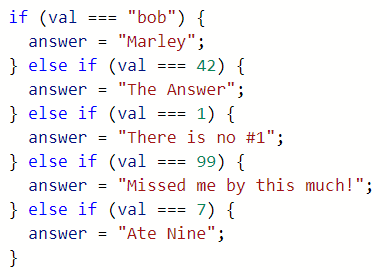 if (val === "bob") {
  answer = "Marley";
} else if (val === 42) {
  answer = "The Answer";
} else if (val === 1) {
  answer = "There is no #1";
} else if (val === 99) {
  answer = "Missed me by this much!";
} else if (val === 7) {
  answer = "Ate Nine";
}